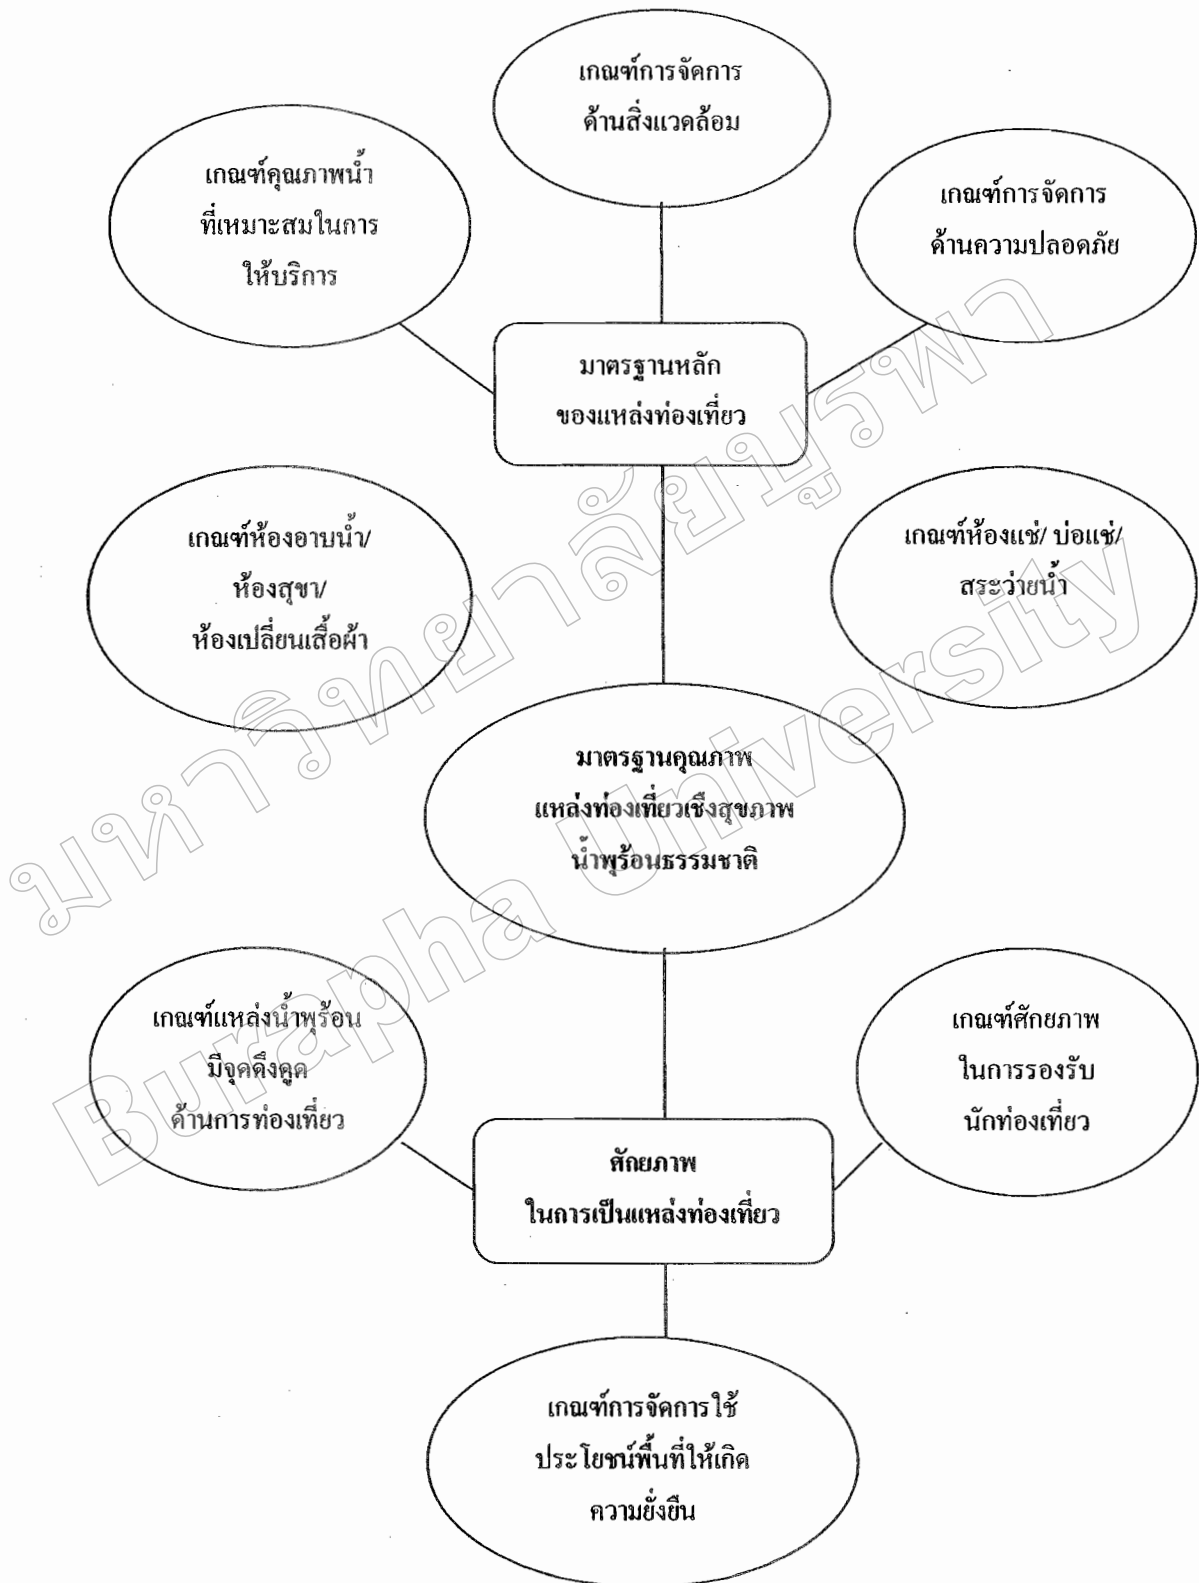 เกณฑ์การจัดการ
ด้านสิ่งแวดล้อม
เกณฑ์คุณภาพน้ำ
ที่เหมาะสมในการ
ให้บริการ
เกณฑ์การจัดการ
ด้านความปลอดภัย
มาตรฐานหลัก
ของแหล่งท่องเที่ยว
เกณฑ์ห้องอาบน้ำ/
ห้องสุขา/
ห้องเปลี่ยนเสื้อผ้า
เกณฑ์ห้องแช่/ บ่อแช่/
สระว่ายน้ำ
มาตรฐานคุณภาพ
แหล่งท่องเที่ยวเชิงสุขภาพ
น้ำพุร้อนธรรมชาติ
เกณฑ์แหล่งน้ำพุร้อน
มีจุดดึงดูด
ด้านการท่องเที่ยว
เกณฑ์ศักยภาพ
ในการรองรับ
นักท่องเที่ยว
ศักยภาพ
ในการเป็นแหล่งท่องเที่ยว
เกณฑ์การจัดการใช้
ประโยชน์พื้นที่ให้เกิด
ความยั่งยืน
มหาวิทยาลัยบูรพา
Burapha University